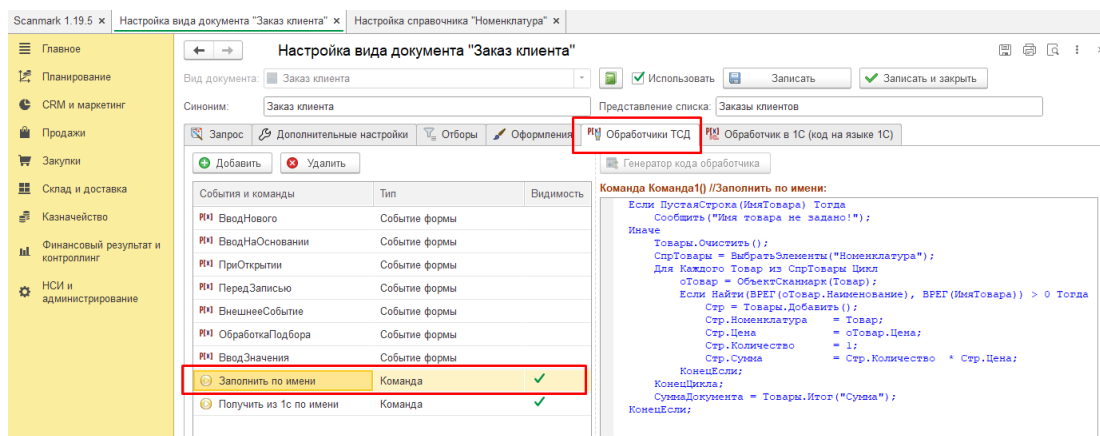 Scanmark 1.19.5 ×
Настройка вида документа "Заказ клиента" ×
Настройка справочника "Номенклатура" ×
Главное
Планирование
CRM и маркетинг
Продажи
Закупки
Склад и доставка
Казначейство
Финансовый результат и
контроллинг
НСИ и
администрирование
Настройка вида документа "Заказ клиента"
Вид документа: Заказ клиента
Использовать
Записать
Записать и закрыть
Синоним: Заказ клиента
Представление списка: Заказы клиентов
Запрос
Дополнительные настройки
Отборы
Оформления
Обработчики ТСД
Обработчик в 1С (код на языке 1С)
Добавить
Удалить
Генератор кода обработчика
События и команды Тип Видимость
ВводНового Событие формы
ВводНаОсновании Событие формы
ПриОткрытии Событие формы
ПередЗаписью Событие формы
ВнешнееСобытие Событие формы
ОбработкаПодбора Событие формы
ВводЗначения Событие формы
Заполнить по имени Команда
Получить из 1с по имени Команда
Команда Команда1() //Заполнить по имени:
Если ПустаяСтрока(ИмяТовара) Тогда
Сообщить("Имя товара не задано!");
Иначе
Товары.Очистить();
СпрТовары = ВыбратьЭлементы("Номенклатура");
Для Каждого Товар из СпрТовары Цикл
оТовар = ОбъектСканмарк(Товар);
Если Найти(ВРЕГ(оТовар.Наименование), ВРЕГ(ИмяТовара)) > 0 Тогда
Стр = Товары.Добавить();
Стр.Номенклатура = Товар;
Стр.Цена = оТовар.Цена;
Стр.Количество = 1;
Стр.Сумма = Стр.Количество * Стр.Цена;
КонецЕсли;
КонецЦикла;
СуммаДокумента = Товары.Итог("Сумма");
КонецЕсли;